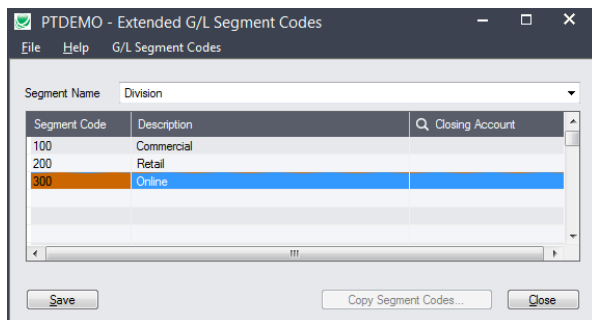 PTDEMO - Extended G/L Segment Codes
File Help G/L Segment Codes
Segment Name Division
Segment Code Description Closing Account
100 Commercial
200 Retail
300 Online
Save Copy Segment Codes... Close